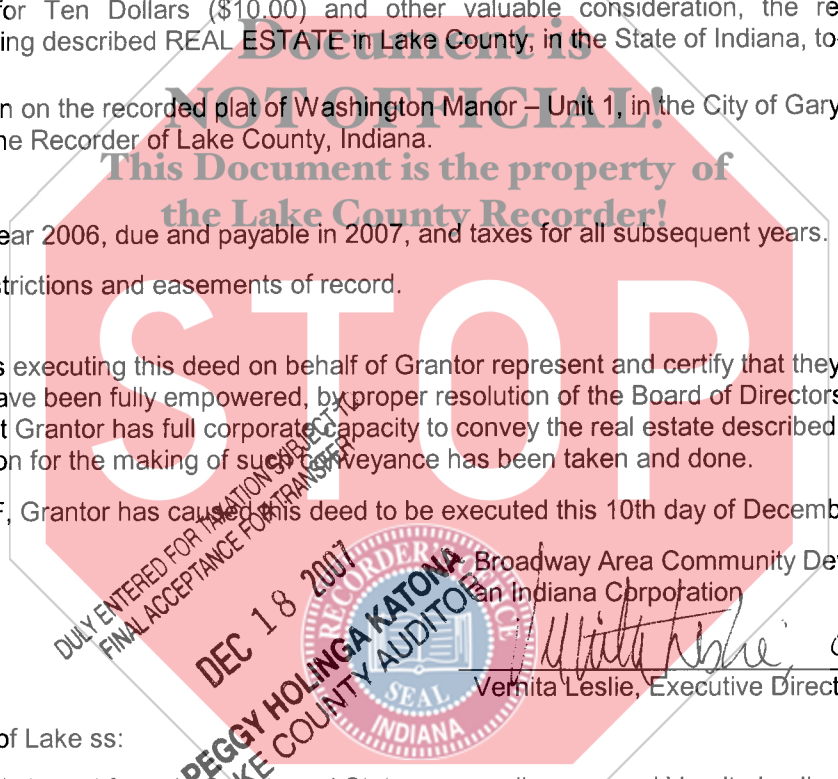 for Ten Dollars ($10.00) and other valuable consideration, the re
ing described REAL ESTATE in Lake County, in the State of Indiana, to-
Document is
NOT OFFICIAL!
This Document is the property of
the Lake County Recorder!
n on the recorded plat of Washington Manor – Unit 1, in the City of Gary
he Recorder of Lake County, Indiana.
ear 2006, due and payable in 2007, and taxes for all subsequent years.
strictions and easements of record.
STOP
s executing this deed on behalf of Grantor represent and certify that they
ave been fully empowered, by proper resolution of the Board of Directors
t Grantor has full corporate capacity to convey the real estate described
on for the making of such conveyance has been taken and done.
F, Grantor has caused this deed to be executed this 10th day of Decemb
DULY ENTERED FOR TAXATION SUBJECT TO
FINAL ACCEPTANCE FOR TRANSFER
DEC 18 2007
PEGGY HOLINGA KATONA
KE COUNTY AUDITOR
RECORDER'S OFFICE
SEAL
INDIANA
Broadway Area Community De
an Indiana Corporation
Vernita Leslie,
Vernita Leslie, Executive Direct
of Lake ss: